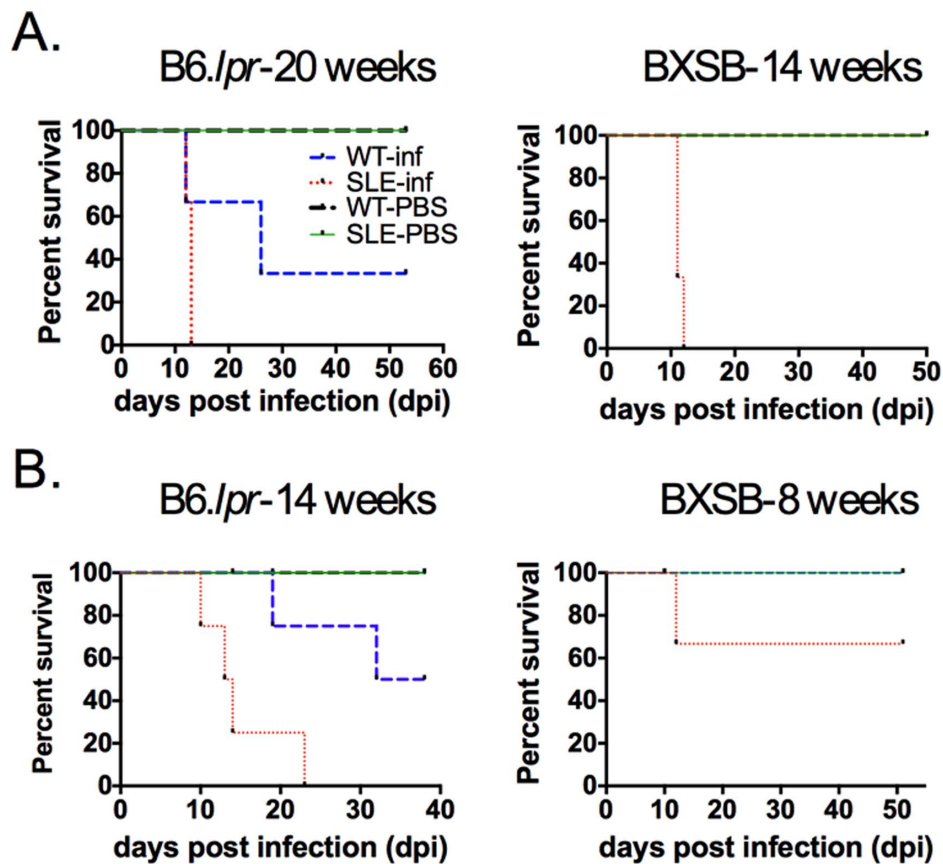 A.
B6.lpr-20 weeks
Percent survival
100
80
60
40
20
0
WT-inf
SLE-inf
WT-PBS
SLE-PBS
0 10 20 30 40 50 60
days post infection (dpi)
BXSB-14 weeks
Percent survival
100
80
60
40
20
0
0 10 20 30 40 50
days post infection (dpi)
B.
B6.lpr-14 weeks
Percent survival
100
80
60
40
20
0
0 10 20 30 40
days post infection (dpi)
BXSB-8 weeks
Percent survival
100
80
60
40
20
0
0 10 20 30 40 50
days post infection (dpi)